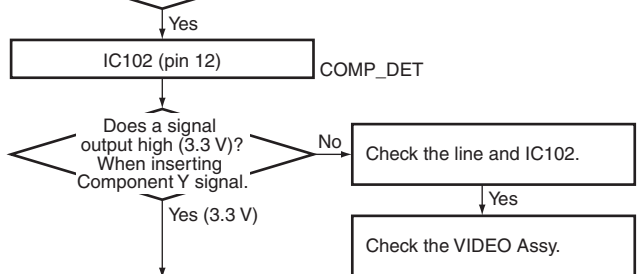 Yes
IC102 (pin 12)
COMP_DET
Does a signal
output high (3.3 V)?
When inserting
Component Y signal.
No
Check the line and IC102.
Yes (3.3 V)
Yes
Check the VIDEO Assy.